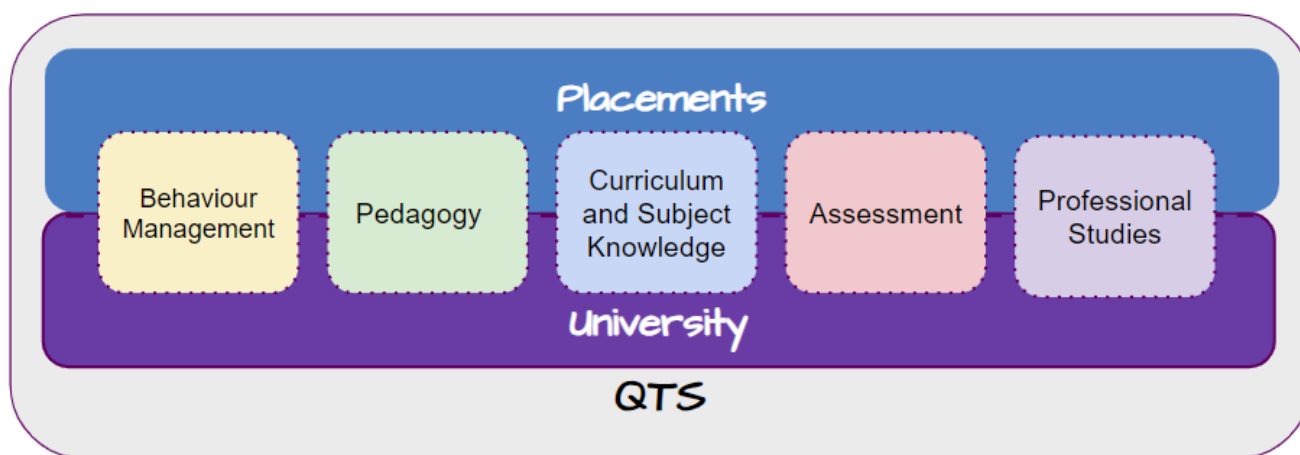 Placements
Behaviour
Management
Pedagogy
Curriculum
and Subject
Knowledge
Assessment
Professional
Studies
University
QTS